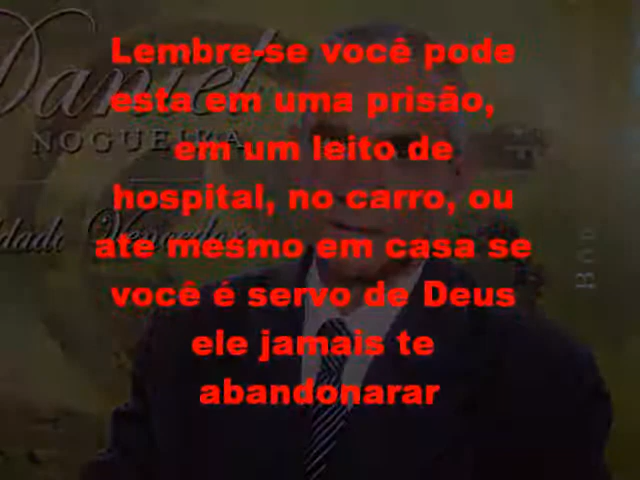 Daniel
NOGUEIRA
Lembre-se você pode
esta em uma prisão,
em um leito de
hospital, no carro, ou
ate mesmo em casa se
você é servo de Deus
ele jamais te
abandonarar